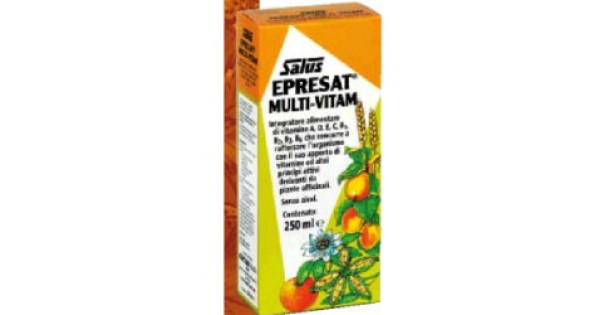 Salus
EPRESAT®
MULTI-VITAM
Integratore alimentare
di vitamine A, D, E, C, B1,
B2, B3, B6 che concorre a
rafforzare l'organismo
con il suo apporto di
vitamine ed altri
principi attivi
derivanti da
piante officinali.
Senza alcol.
Contenuto:
250 ml e